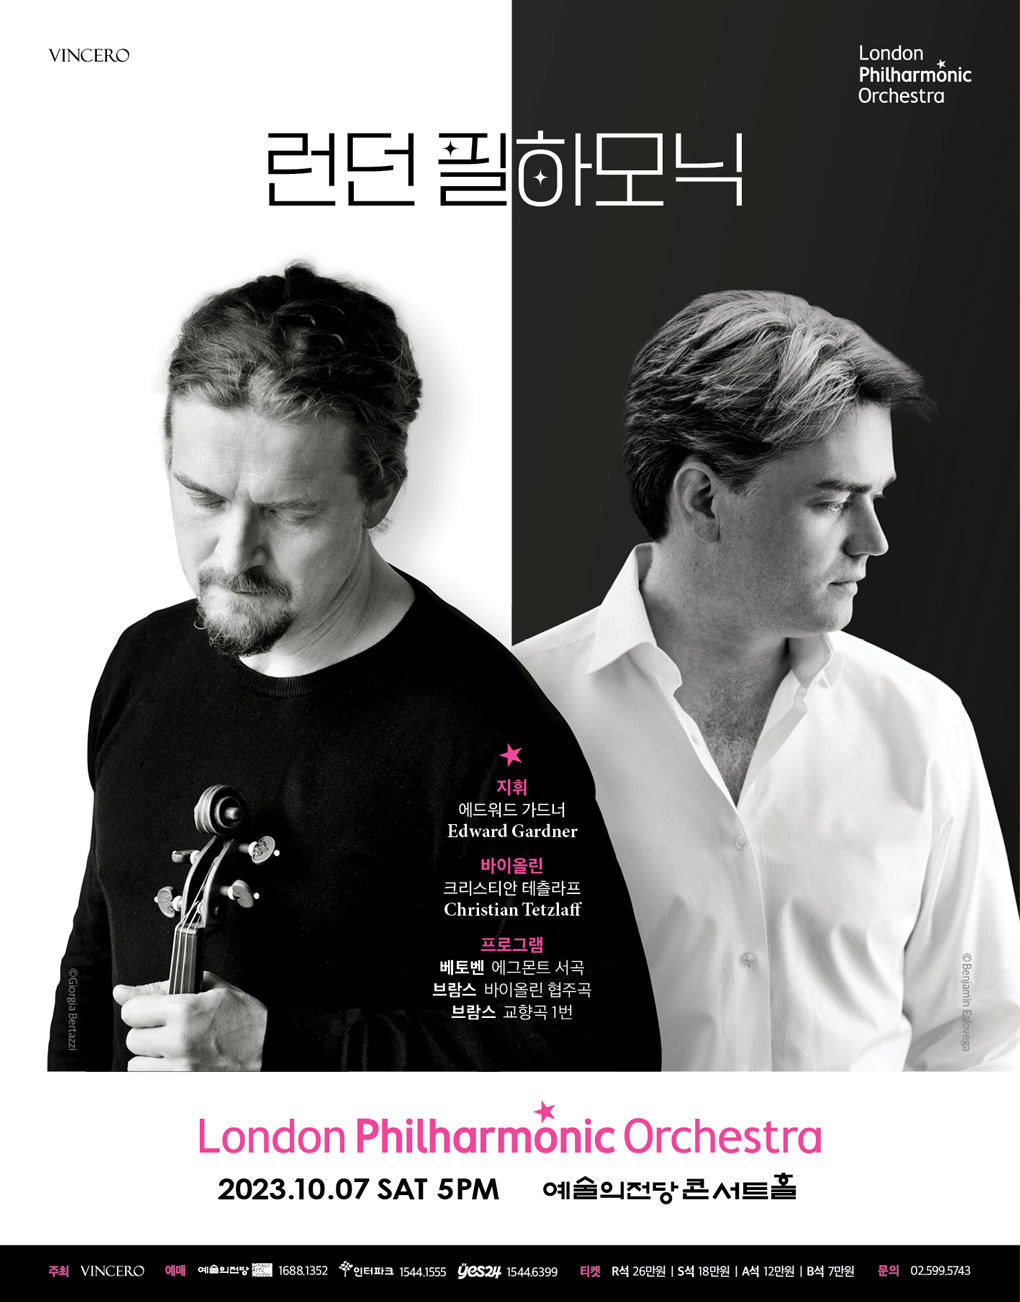 VINCERO
London
Philharmonic
Orchestra
런던 필하모닉
지휘
에드워드 가드너
Edward Gardner
바이올린
크리스티안 테츨라프
Christian Tetzlaff
프로그램
베토벤 에그몬트 서곡
브람스 바이올린 협주곡
브람스 교향곡 1번
©Giorgia Bertazzi
©Benjamin Ealovega
London Philharmonic Orchestra
2023.10.07 SAT 5PM 예술의전당 콘서트홀
주최 VINCERO 예매 예술의전당 1688.1352 인터파크 1544.1555 yes24 1544.6399 티켓 R석 26만원 | S석 18만원 | A석 12만원 | B석 7만원 문의 02.599.5743